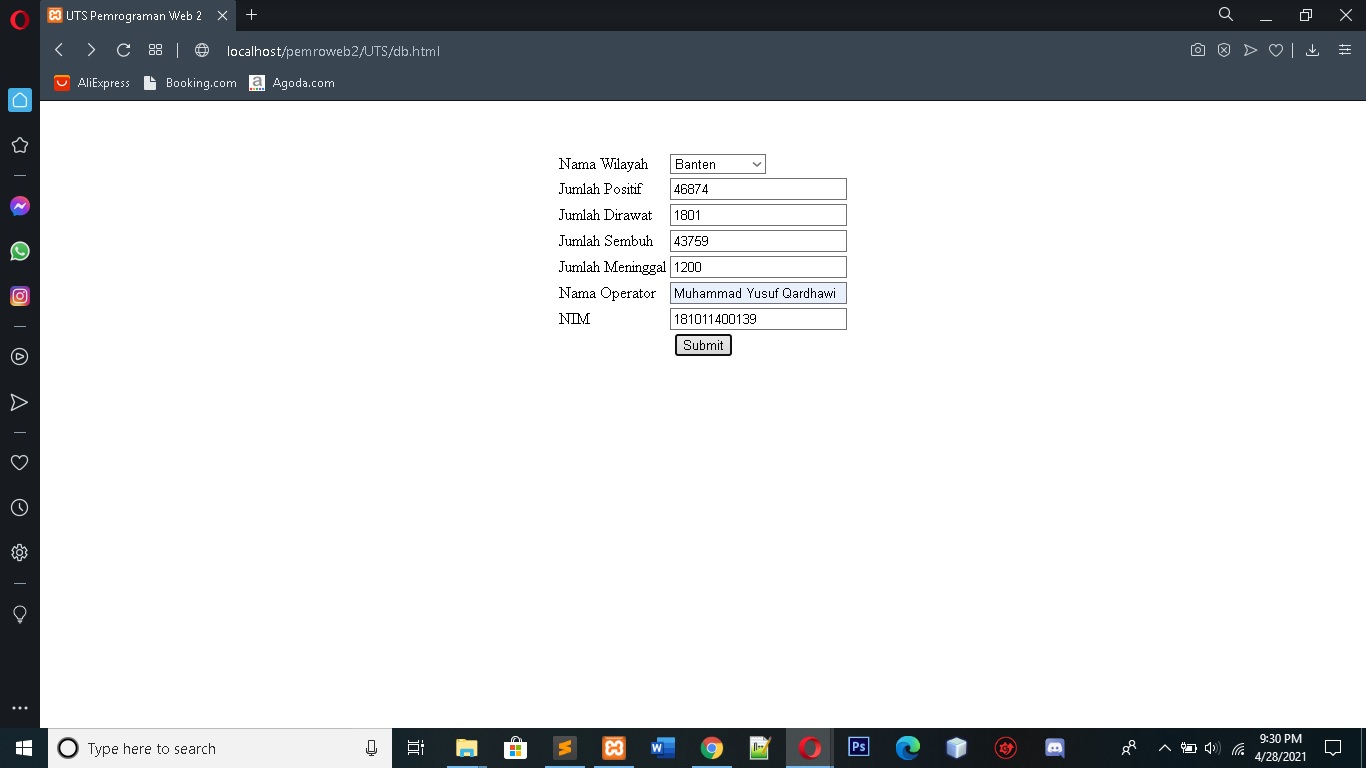 UTS Pemrograman Web 2
localhost/pemroweb2/UTS/db.html
AliExpress Booking.com Agoda.com
Nama Wilayah Banten
Jumlah Positif 46874
Jumlah Dirawat 1801
Jumlah Sembuh 43759
Jumlah Meninggal 1200
Nama Operator Muhammad Yusuf Qardhawi
NIM 181011400139
Submit
Type here to search
9:30 PM
4/28/2021